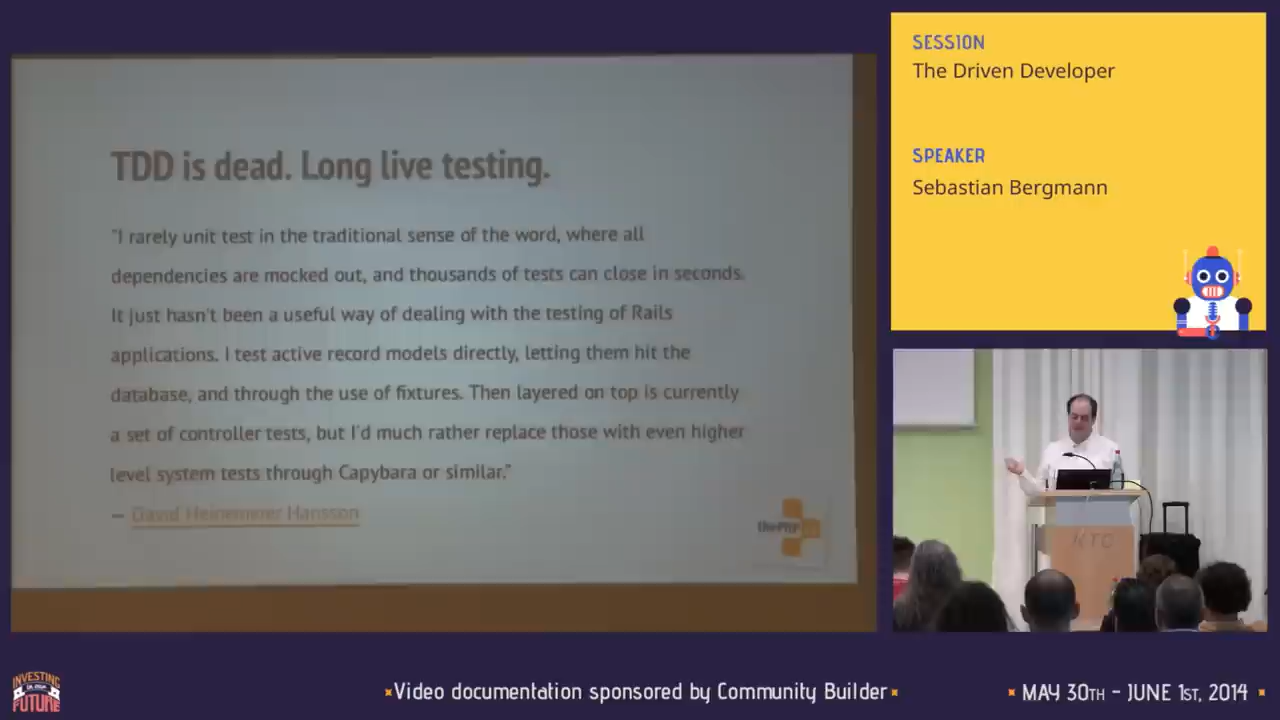 TDD is dead. Long live testing.
"I rarely unit test in the traditional sense of the word, where all
dependencies are mocked out, and thousands of tests can close in seconds.
It just hasn't been a useful way of dealing with the testing of Rails
applications. I test active record models directly, letting them hit the
database, and through the use of fixtures. Then layered on top is currently
a set of controller tests, but I'd much rather replace those with even higher
level system tests through Capybara or similar."
— David Heinemeier Hansson
thePHP
SESSION
The Driven Developer
SPEAKER
Sebastian Bergmann
NTC
INVESTING
FUTURE
Video documentation sponsored by Community Builder
MAY 30TH - JUNE 1ST, 2014